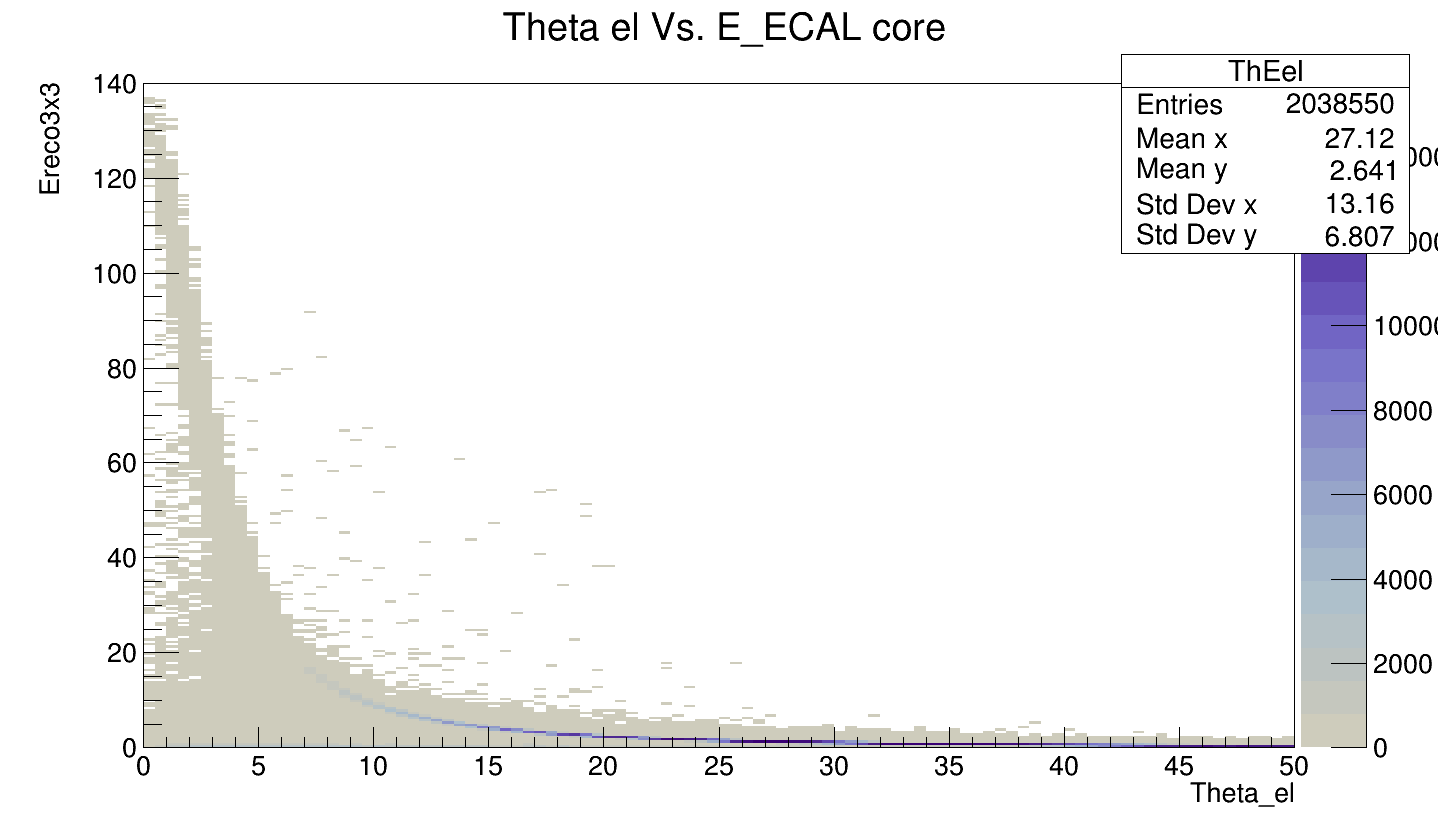 Theta el Vs. E_ECAL core
ThEel
Entries 2038550
Mean x 27.12
Mean y 2.641
Std Dev x 13.16
Std Dev y 6.807
Ereco3x3
140
120
100
80
60
40
20
0
10000
8000
6000
4000
2000
0
0 5 10 15 20 25 30 35 40 45 50
Theta_el